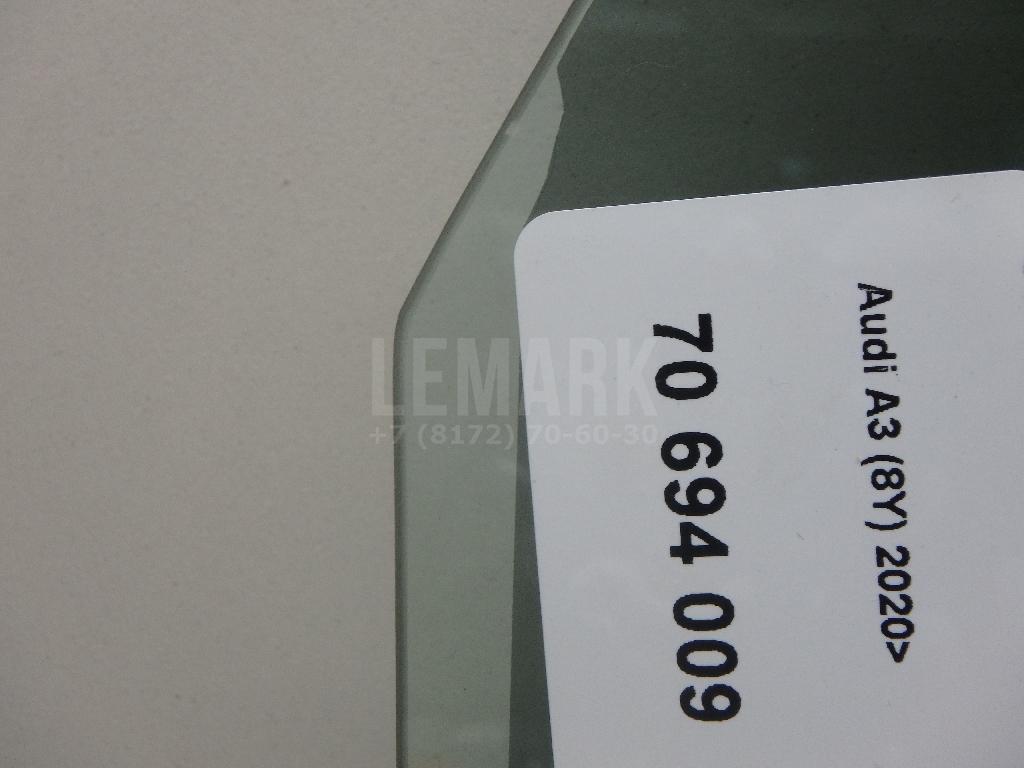 Audi A3 (8Y) 2020>
70 694 009
LEMARK
+7 (8172) 70-60-30